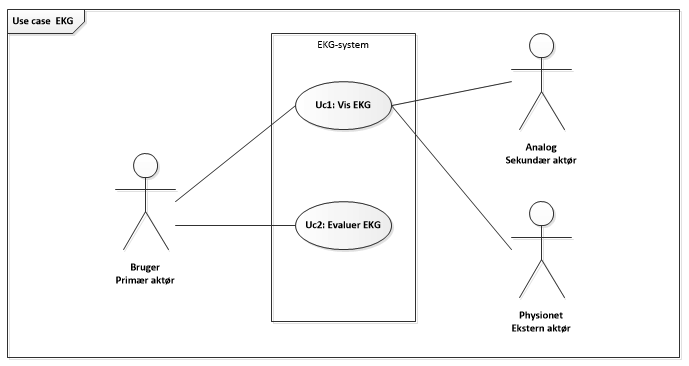 Use case EKG
EKG-system
Uc1: Vis EKG
Analog
Sekundær aktør
Uc2: Evaluer EKG
Bruger
Primær aktør
Physionet
Ekstern aktør